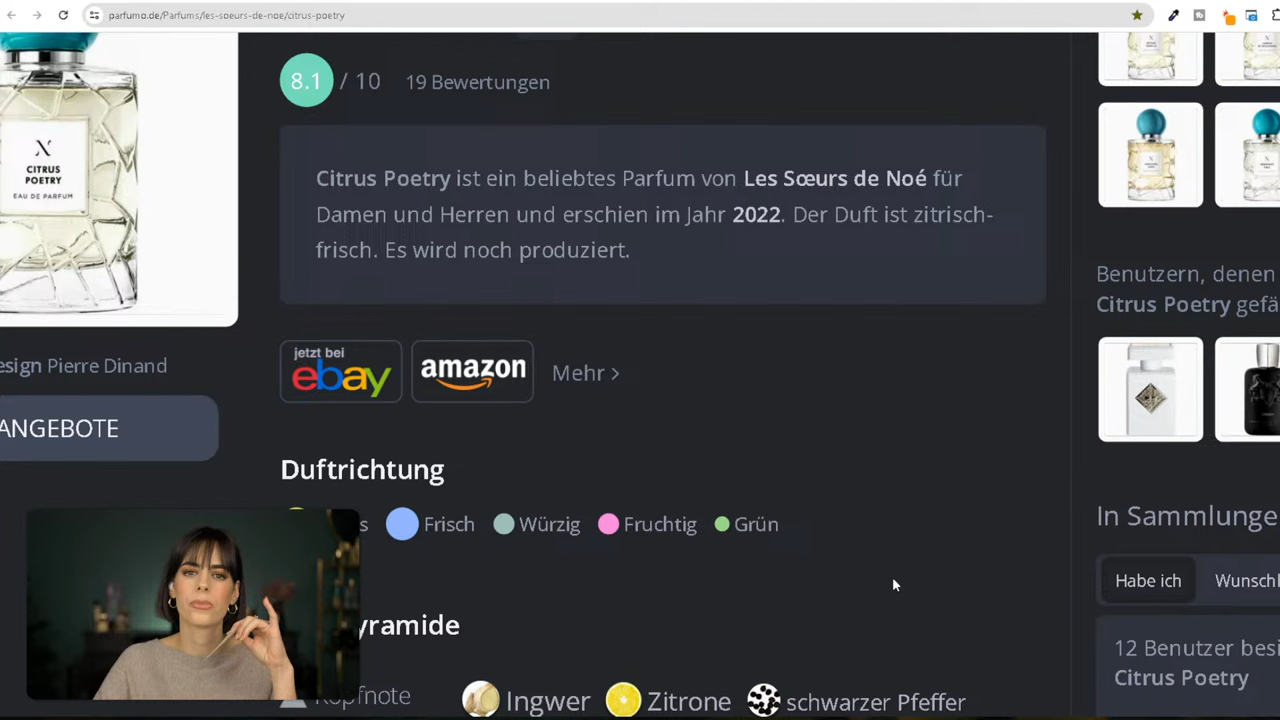 parfumo.de/Parfums/les-soeurs-de-noe/citrus-poetry
8.1 / 10 19 Bewertungen
X
CITRUS
POETRY
EAU DE PARFUM
Citrus Poetry ist ein beliebtes Parfum von Les Sœurs de Noé für
Damen und Herren und erschien im Jahr 2022. Der Duft ist zitrisch-
frisch. Es wird noch produziert.
esign Pierre Dinand
ANGEBOTE
jetzt bei
ebay
amazon
Mehr >
Duftrichtung
s Frisch Würzig Fruchtig Grün
yramide
Kopfnote Ingwer Zitrone schwarzer Pfeffer
Benutzern, denen
Citrus Poetry gefä
In Sammlunge
Habe ich Wunschl
12 Benutzer besi
Citrus Poetry